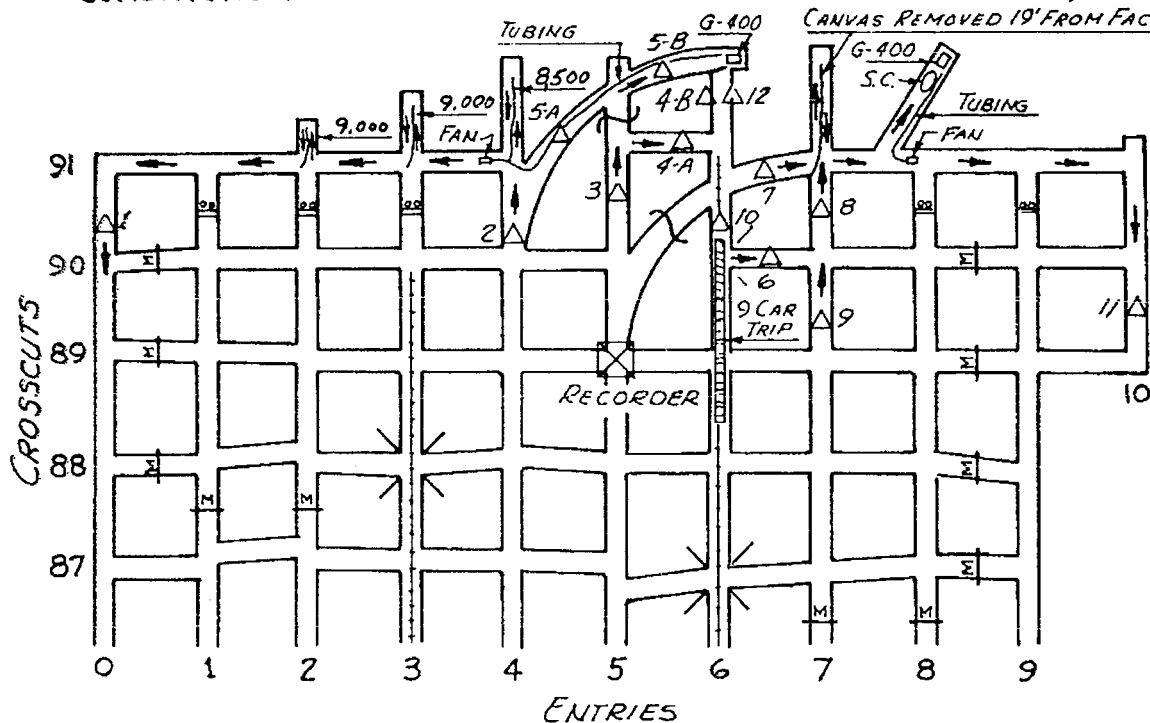 CANVAS REMOVED 19' FROM FAC
G-400
TUBING
5-B
G-400
8,500
S.C.
5-A
4-B
12
TUBING
9,000
9,000
FAN
FAN
91
4-A
7
3
1
10
8
2
90
M
M
6
9 CAR
TRIP
9
11
89
M
M
RECORDER
10
CROSSCUTS
88
M
M
M
M
87
M
M
M
0 1 2 3 4 5 6 7 8 9
ENTRIES